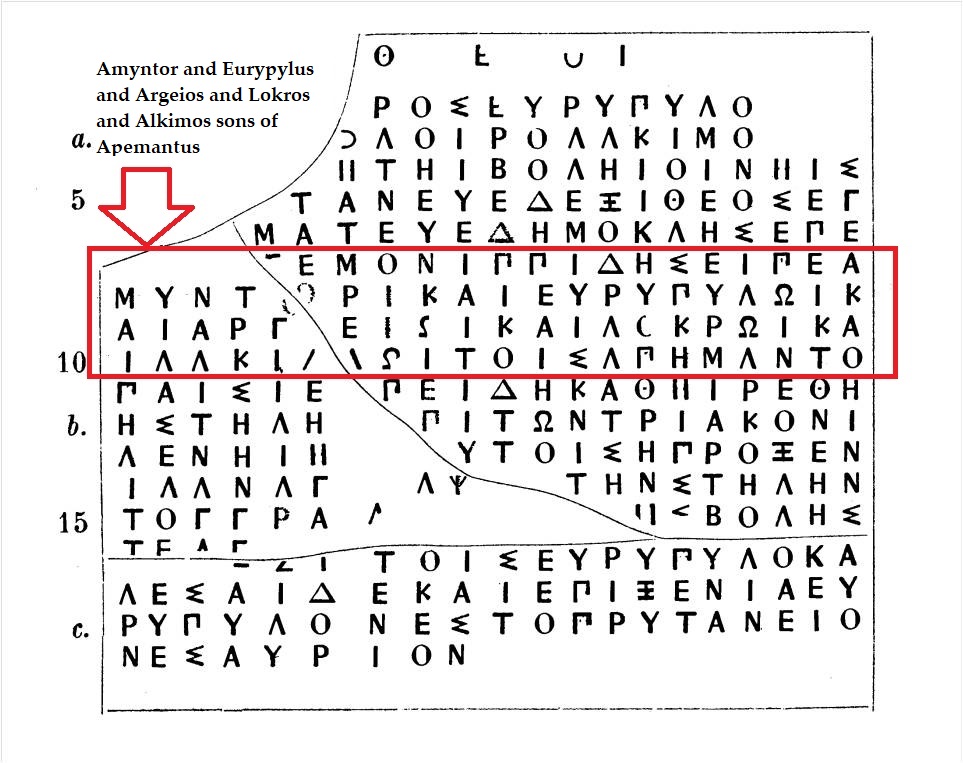 Amyntor and Eurypylus
and Argeios and Lokros
and Alkimos sons of
Apemantus
Θ Ε Ο Ι
Ρ Ο Σ Ε Υ Ρ Υ Π Υ Λ Ο
a. Ο Λ Ο Ι Ρ Ο Λ Λ Κ Ι Μ Ο
Η Τ Η Ι Β Ο Λ Η Ι Ο Ι Ν Η Ι Σ
5 Τ Α Ν Ε Υ Ε Δ Ε Ξ Ι Θ Ε Ο Σ Ε Γ
Μ Α Τ Ε Υ Ε Δ Η Μ Ο Κ Λ Η Σ Ε Π Ε
Ε Μ Ο Ν Ι Π Π Ι Δ Η Σ Ε Ι Π Ε Α
Μ Υ Ν Τ Ο Ρ Ι Κ Α Ι Ε Υ Ρ Υ Π Υ Λ Ω Ι Κ
Α Ι Α Ρ Γ Ε Ι Ω Ι Κ Α Ι Λ Ο Κ Ρ Ω Ι Κ Α
10 Ι Λ Λ Κ Ι Ω Ι Τ Ο Ι Σ Α Π Η Μ Α Ν Τ Ο
Π Α Ι Σ Ι Ε Π Ε Ι Δ Η Κ Α Θ Η Ι Ρ Ε Θ Η
b. Η Σ Τ Η Λ Η Π Ι Τ Ω Ν Τ Ρ Ι Α Κ Ο Ν Ι
Λ Ε Ν Η Ι Η Υ Τ Ο Ι Σ Η Π Ρ Ο Ξ Ε Ν
Ι Λ Λ Ν Α Γ Λ Ψ Τ Η Ν Σ Τ Η Λ Η Ν
15 Τ Ο Γ Γ Ρ Α Σ Β Ο Λ Η Σ
Τ Ε Γ Ι Τ Ο Ι Σ Ε Υ Ρ Υ Π Υ Λ Ο Κ Α
Λ Ε Σ Α Ι Δ Ε Κ Α Ι Ε Π Ι Ξ Ε Ν Ι Α Ε Υ
c. Ρ Υ Π Υ Λ Ο Ν Ε Σ Τ Ο Π Ρ Υ Τ Α Ν Ε Ι Ο
Ν Ε Σ Α Υ Ρ Ι Ο Ν